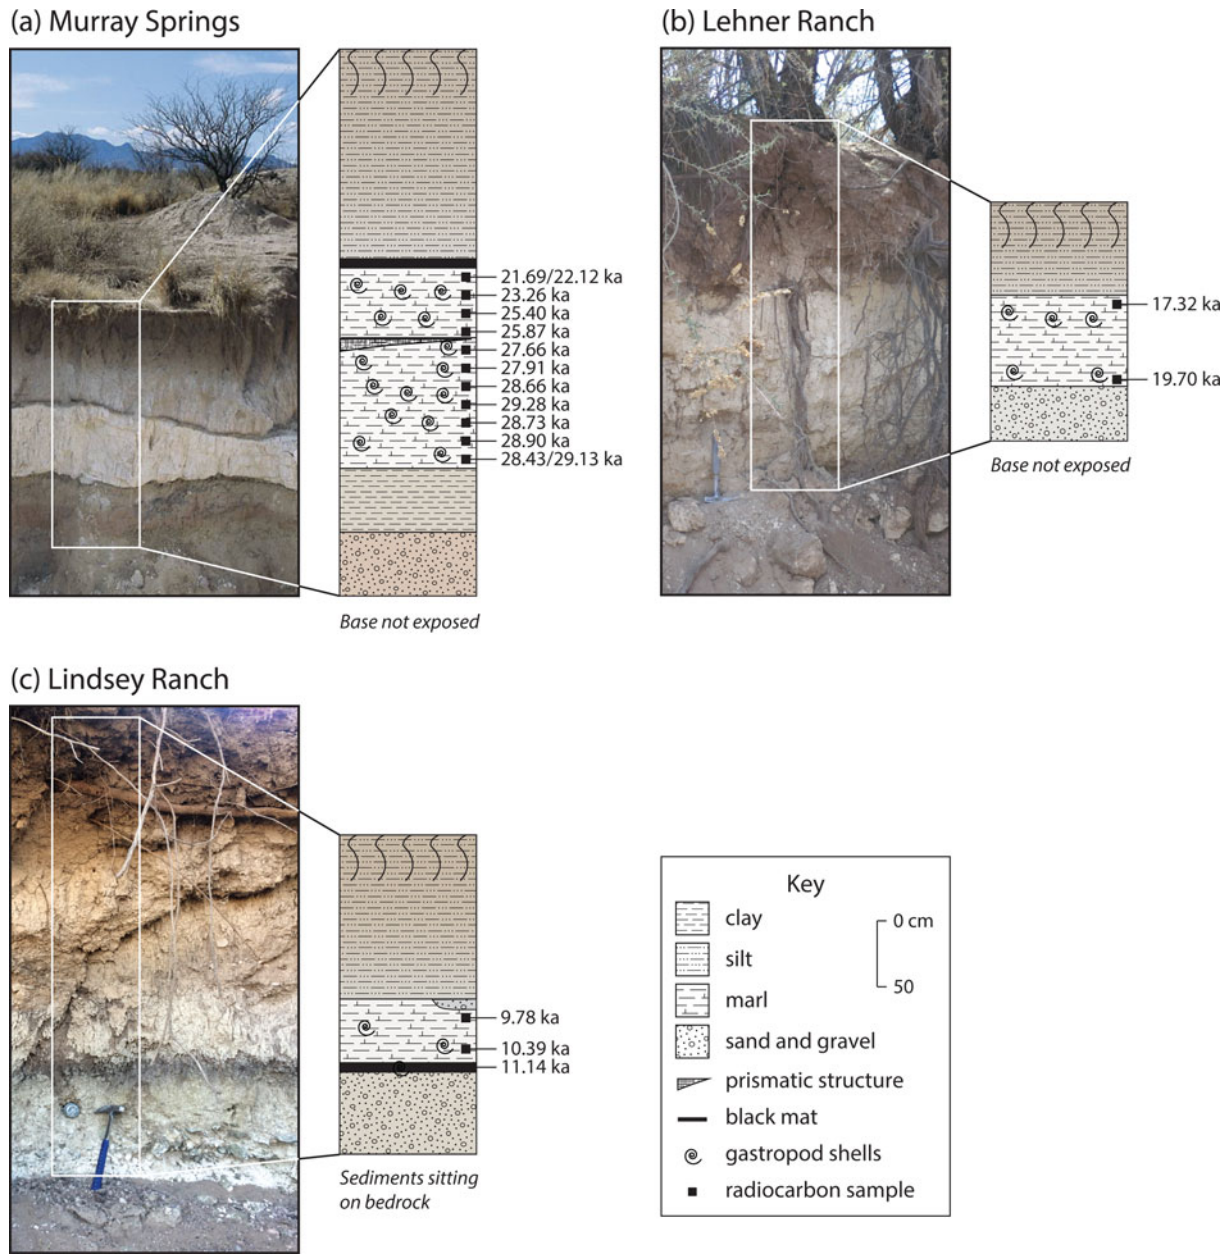 (a) Murray Springs
21.69/22.12 ka
23.26 ka
25.40 ka
25.87 ka
27.66 ka
27.91 ka
28.66 ka
29.28 ka
28.73 ka
28.90 ka
28.43/29.13 ka
Base not exposed
(b) Lehner Ranch
17.32 ka
19.70 ka
Base not exposed
(c) Lindsey Ranch
9.78 ka
10.39 ka
11.14 ka
Sediments sitting
on bedrock
Key
clay
silt
marl
sand and gravel
prismatic structure
black mat
gastropod shells
radiocarbon sample
0 cm
50